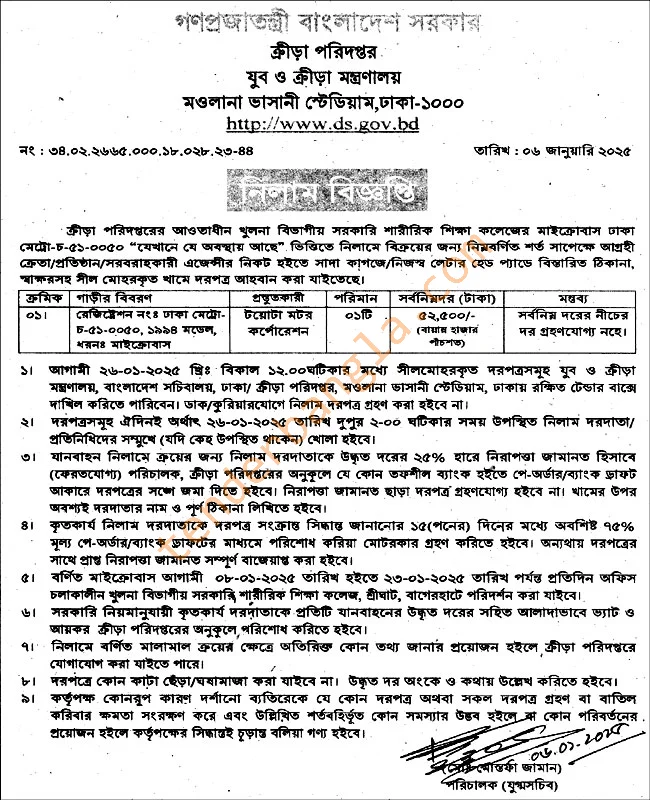 গণপ্রজাতন্ত্রী বাংলাদেশ সরকার
ক্রীড়া পরিদপ্তর
যুব ও ক্রীড়া মন্ত্রণালয়
মওলানা ভাসানী স্টেডিয়াম,ঢাকা-১০০০
http://www.ds.gov.bd
নং : ৩৪.০২.২৬৬৫.০০০.১৮.০২৮.২৩-৪৪ তারিখ : ০৬ জানুয়ারি ২০২৫
নিলাম বিজ্ঞপ্তি
ক্রীড়া পরিদপ্তরের আওতাধীন খুলনা বিভাগীয় সরকারি শারীরিক শিক্ষা কলেজের মাইক্রোবাস ঢাকা
মেট্রো-চ-৫১-০০৫০ “যেখানে যে অবস্থায় আছে” ভিত্তিতে নিলামে বিক্রয়ের জন্য নিম্নবর্ণিত শর্ত সাপেক্ষে আগ্রহী
ক্রেতা/প্রতিষ্ঠান/সরবরাহকারী এজেন্সির নিকট হইতে সাদা কাগজে/নিজস্ব লেটার হেড প্যাডে বিস্তারিত ঠিকানা,
স্বাক্ষরসহ সীল মোহরকৃত খামে দরপত্র আহবান করা যাইতেছে।
ক্রমিক গাড়ীর বিবরণ প্রস্তুতকারী পরিমান সর্বনিম্নদর (টাকা) মন্তব্য
০১। রেজিষ্ট্রেশন নংঃ ঢাকা মেট্রো-চ-৫১-০০৫০, ১৯৯৪ মডেল, ধরনঃ মাইক্রোবাস টয়োটা মটর কর্পোরেশন ০১টি ৫২,৫০০/- (বায়ান্ন হাজার পাঁচশত) সর্বনিম্ন দরের নীচের দর গ্রহণযোগ্য নহে।
১। আগামী ২৬-০১-২০২৫ খ্রিঃ বিকাল ১২.০০ঘটিকার মধ্যে সীলমোহরকৃত দরপত্রসমূহ যুব ও ক্রীড়া
মন্ত্রণালয়, বাংলাদেশ সচিবালয়, ঢাকা/ ক্রীড়া পরিদপ্তর, মওলানা ভাসানী স্টেডিয়াম, ঢাকায় রক্ষিত টেন্ডার বাক্সে
দাখিল করিতে পারিবেন। ডাক/কুরিয়ারযোগে নিলাম দরপত্র গ্রহণ করা হইবে না।
২। দরপত্রসমূহ ঐদিনই অর্থাৎ ২৬-০১-২০২৫ তারিখ দুপুর ২-০০ ঘটিকার সময় উপস্থিত নিলাম দরদাতা/
প্রতিনিধিদের সম্মুখে (যদি কেহ উপস্থিত থাকেন) খোলা হইবে।
৩। যানবাহন নিলামে ক্রয়ের জন্য নিলাম দরদাতাকে উদ্ধৃত দরের ২৫% হারে নিরাপত্তা জামানত হিসাবে
(ফেরতযোগ্য) পরিচালক, ক্রীড়া পরিদপ্তরের অনুকূলে যে কোন তফশীল ব্যাংক হইতে পে-অর্ডার/ব্যাংক ড্রাফট
আকারে দরপত্রের সঙ্গে জমা দিতে হইবে। নিরাপত্তা জামানত ছাড়া দরপত্র গ্রহণযোগ্য হইবে না। খামের উপর
অবশ্যই দরদাতার নাম ও পূর্ণ ঠিকানা লিখিতে হইবে।
৪। কৃতকার্য নিলাম দরদাতাকে দরপত্র সংক্রান্ত সিদ্ধান্ত জানানোর ১৫(পনের) দিনের মধ্যে অবশিষ্ট ৭৫%
মূল্য পে-অর্ডার/ব্যাংক ড্রাফটের মাধ্যমে পরিশোধ করিয়া মোটরকার গ্রহণ করিতে হইবে। অন্যথায় দরপত্রের
সাথে প্রাপ্ত নিরাপত্তা জামানত সম্পূর্ণ বাজেয়াপ্ত করা হইবে।
৫। বর্ণিত মাইক্রোবাস আগামী ০৮-০১-২০২৫ তারিখ হইতে ২৩-০১-২০২৫ তারিখ পর্যন্ত প্রতিদিন অফিস
চলাকালীন খুলনা বিভাগীয় সরকারি শারীরিক শিক্ষা কলেজ, শ্রীঘাট, বাগেরহাটে পরিদর্শন করা যাইবে।
৬। সরকারি নিয়মানুযায়ী কৃতকার্য দরদাতাকে প্রতিটি যানবাহনের উদ্ধৃত দরের সহিত আলাদাভাবে ভ্যাট ও
আয়কর ক্রীড়া পরিদপ্তরের অনুকূলে পরিশোধ করিতে হইবে।
৭। নিলামে বর্ণিত মালামাল ক্রয়ের ক্ষেত্রে অতিরিক্ত কোন তথ্য জানার প্রয়োজন হইলে ক্রীড়া পরিদপ্তরে
যোগাযোগ করা যাইতে পারে।
৮। দরপত্রে কোন কাটা ছেঁড়া/ঘষামাজা করা যাইবে না। উদ্ধৃত দর অংকে ও কথায় উল্লেখ করিতে হইবে।
৯। কর্তৃপক্ষ কোনরূপ কারণ দর্শানো ব্যতিরেকে যে কোন দরপত্র অথবা সকল দরপত্র গ্রহণ বা বাতিল
করিবার ক্ষমতা সংরক্ষণ করে এবং উল্লিখিত শর্তবহির্ভূত কোন সমস্যার উদ্ভব হইলে বা কোন পরিবর্তনের
প্রয়োজন হইলে কর্তৃপক্ষের সিদ্ধান্তই চূড়ান্ত বলিয়া গণ্য হইবে।
০৬.০১.২০২৫
মোস্তফা জামান)
পরিচালক (যুগ্মসচিব)
tenderbangla.com